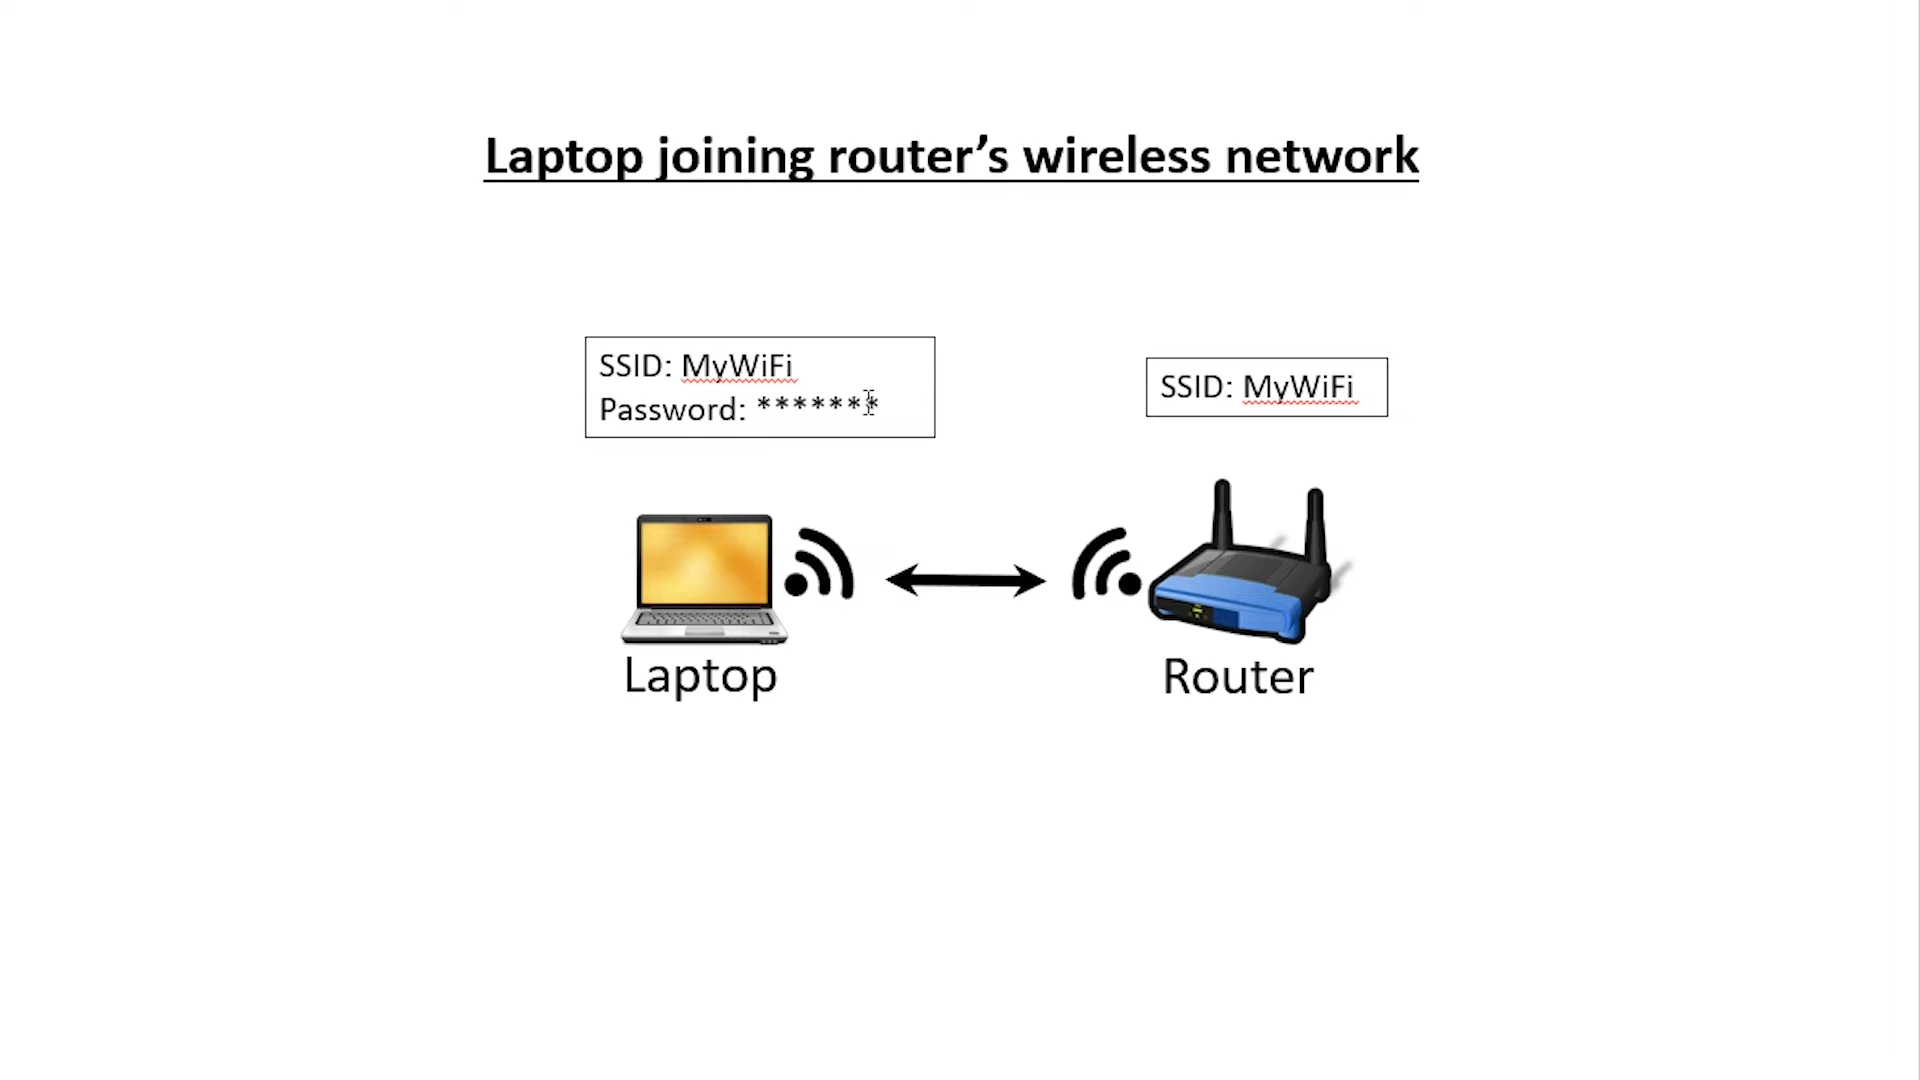 Laptop joining router’s wireless network
SSID: MyWiFi
Password: *******
SSID: MyWiFi
Laptop
Router